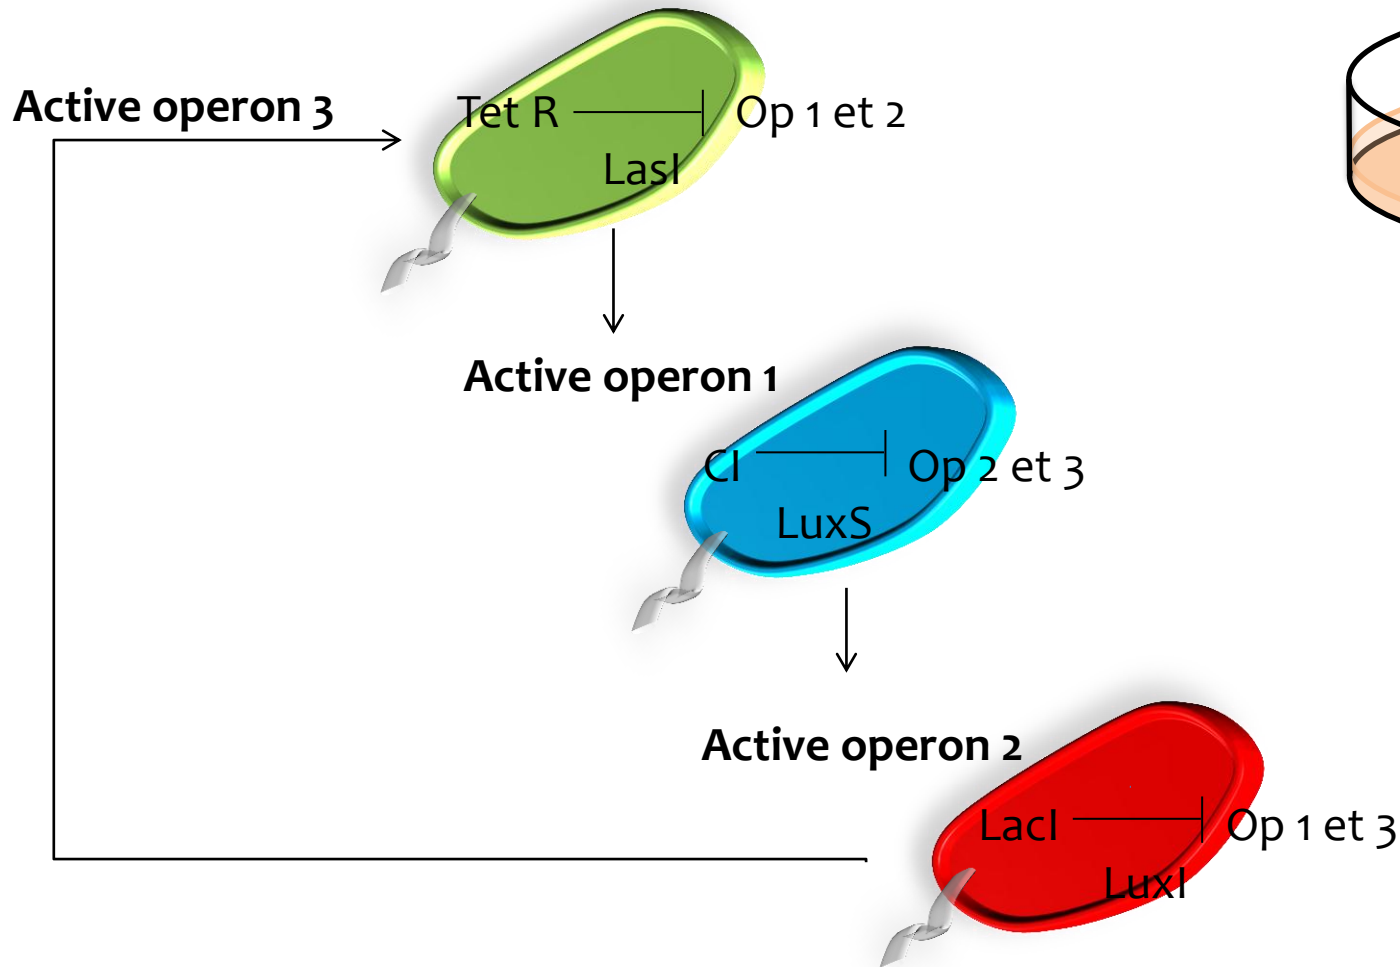 Active operon 3
Tet R Op 1 et 2
LasI
Active operon 1
CI Op 2 et 3
LuxS
Active operon 2
LacI Op 1 et 3
LuxI